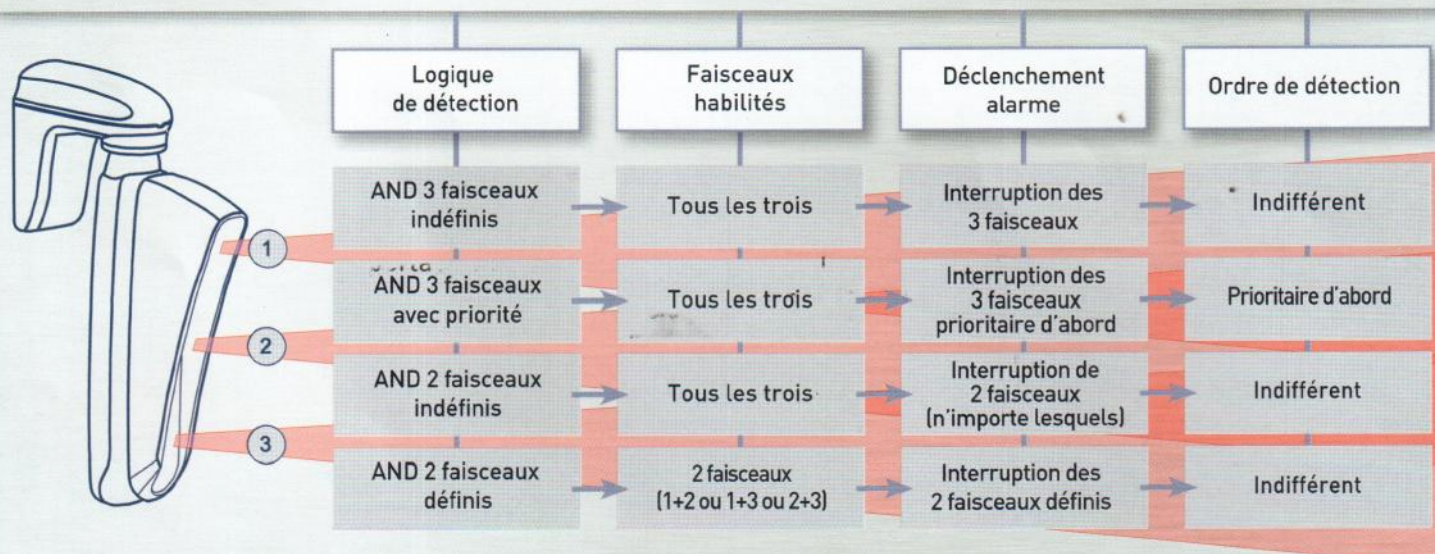 Logique
de détection
Faisceaux
habilités
Déclenchement
alarme
Ordre de détection
AND 3 faisceaux
indéfinis
Tous les trois
Interruption des
3 faisceaux
Indifférent
1
AND 3 faisceaux
avec priorité
Tous les trois
Interruption des
3 faisceaux
prioritaire d'abord
Prioritaire d'abord
2
AND 2 faisceaux
indéfinis
Tous les trois
Interruption de
2 faisceaux
(n'importe lesquels)
Indifférent
3
AND 2 faisceaux
définis
2 faisceaux
(1+2 ou 1+3 ou 2+3)
Interruption des
2 faisceaux définis
Indifférent